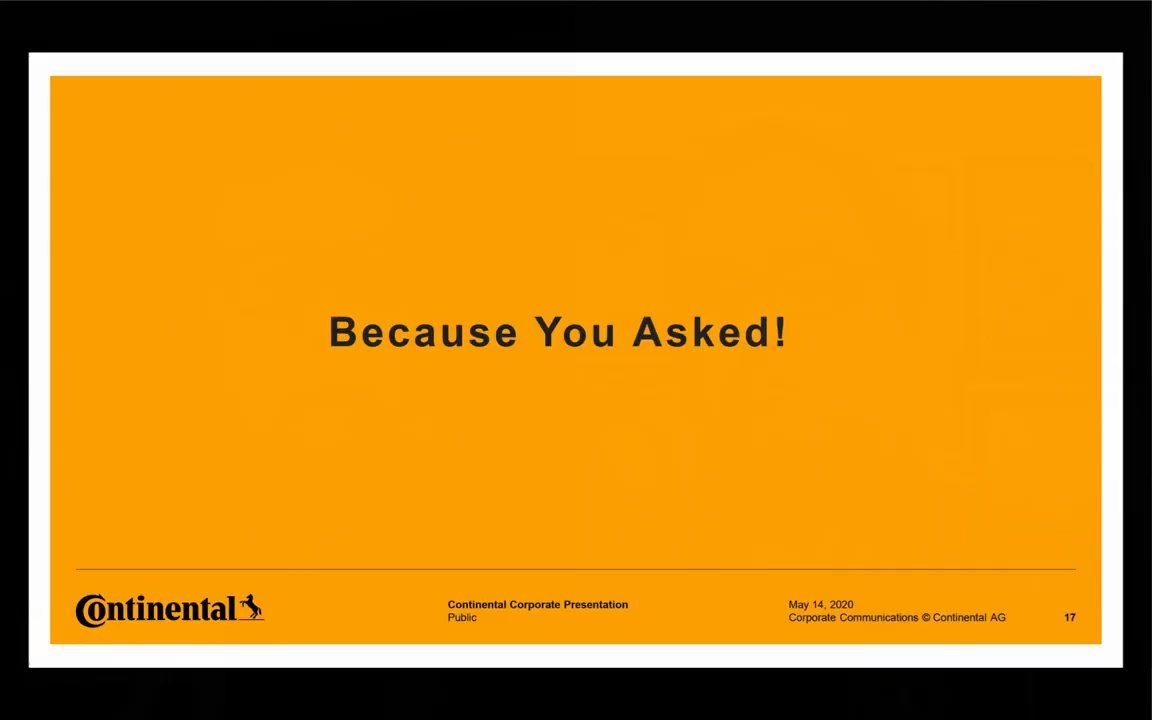 Because You Asked!
Continental
Continental Corporate Presentation
Public
May 14, 2020
Corporate Communications © Continental AG
17